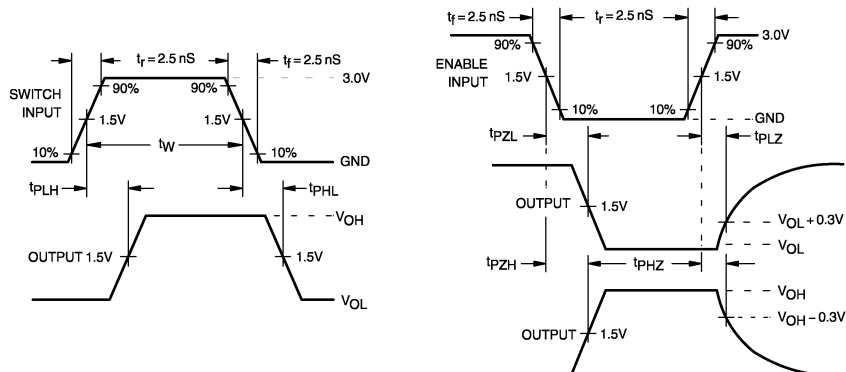 tr = 2.5 nS
tf = 2.5 nS
SWITCH
INPUT
90%
90%
3.0V
1.5V
1.5V
10%
tW
10%
GND
tPLH
tPHL
VOH
OUTPUT 1.5V
1.5V
VOL
tf = 2.5 nS
tr = 2.5 nS
3.0V
90%
90%
ENABLE
INPUT
1.5V
1.5V
10%
10%
GND
tPZL
tPLZ
OUTPUT
1.5V
VOL + 0.3V
VOL
tPZH
tPHZ
VOH
VOH – 0.3V
OUTPUT
1.5V